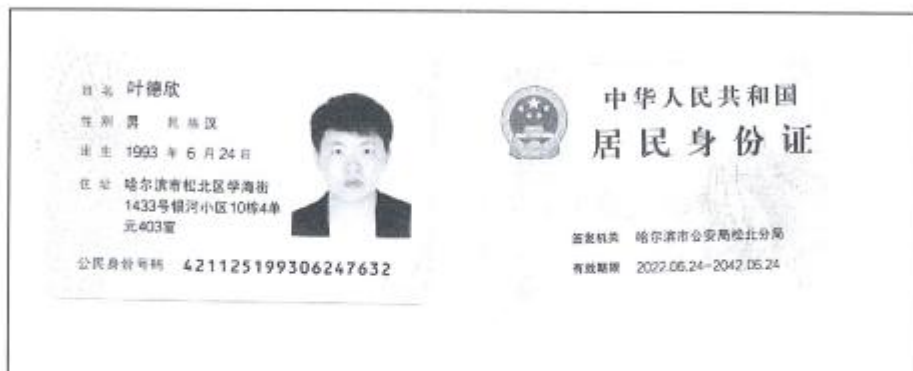 姓名 叶德欣
性别 男 民族 汉
出生 1993 年 6 月 24 日
住址 哈尔滨市松北区学海街
1433号银河小区10栋4单
元403室
公民身份号码 421125199306247632
中华人民共和国
居民身份证
签发机关 哈尔滨市公安局松北分局
有效期限 2022.06.24-2042.06.24